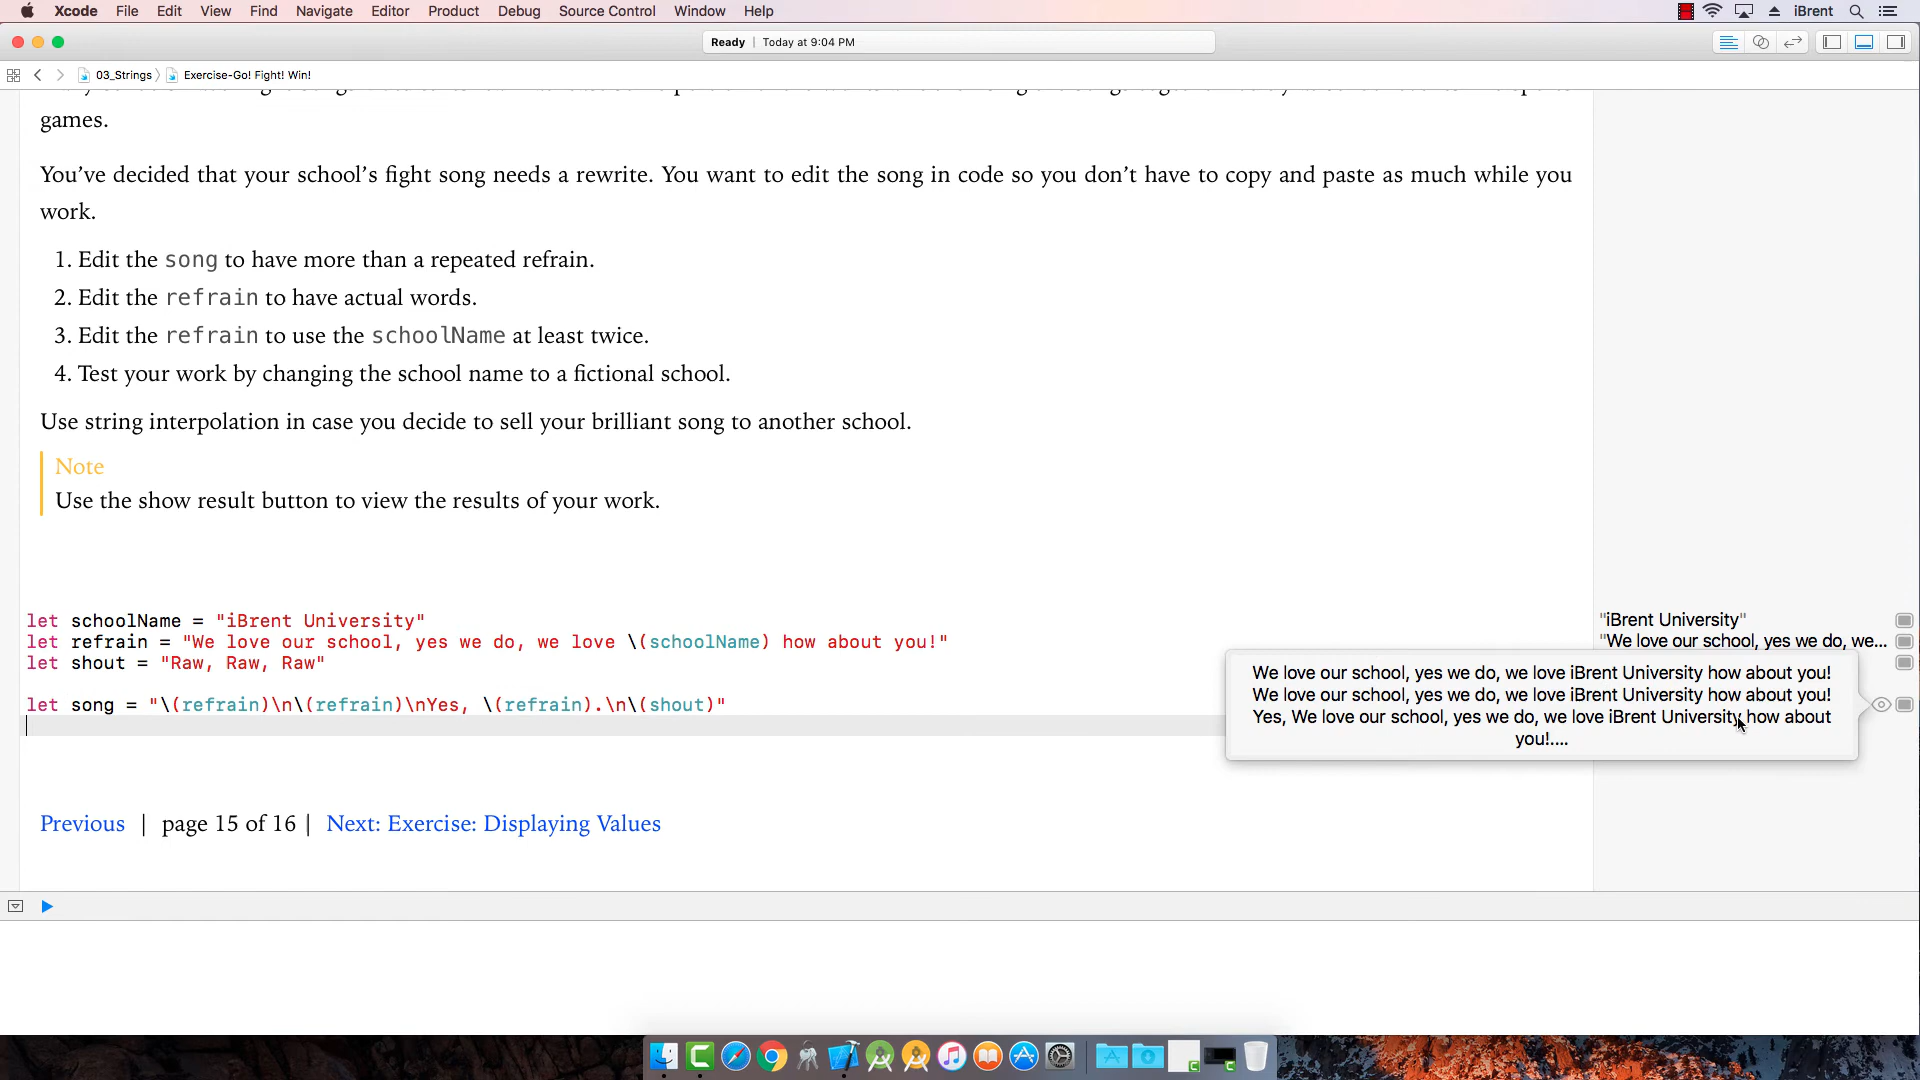 Xcode File Edit View Find Navigate Editor Product Debug Source Control Window Help iBrent
Ready | Today at 9:04 PM
03_Strings Exercise-Go! Fight! Win!
games.
You’ve decided that your school’s fight song needs a rewrite. You want to edit the song in code so you don’t have to copy and paste as much while you
work.
1. Edit the song to have more than a repeated refrain.
2. Edit the refrain to have actual words.
3. Edit the refrain to use the schoolName at least twice.
4. Test your work by changing the school name to a fictional school.
Use string interpolation in case you decide to sell your brilliant song to another school.
Note
Use the show result button to view the results of your work.
let schoolName = "iBrent University"
"iBrent University"
let refrain = "We love our school, yes we do, we love \(schoolName) how about you!"
"We love our school, yes we do, we...
let shout = "Raw, Raw, Raw"
let song = "\(refrain)\n\(refrain)\nYes, \(refrain).\n\(shout)"
We love our school, yes we do, we love iBrent University how about you!
We love our school, yes we do, we love iBrent University how about you!
Yes, We love our school, yes we do, we love iBrent University how about
you!....
Previous | page 15 of 16 | Next: Exercise: Displaying Values